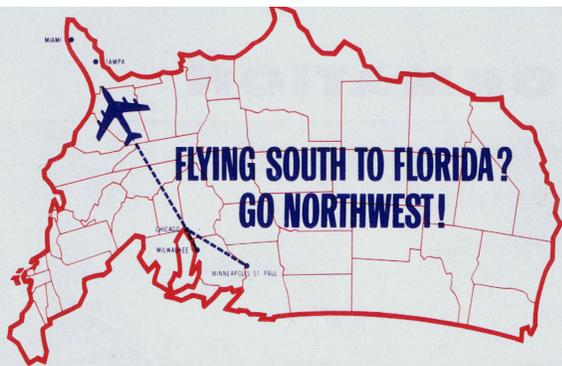 MIAMI
TAMPA
FLYING SOUTH TO FLORIDA?
GO NORTHWEST!
CHICAGO
MILWAUKEE
MINNEAPOLIS ST. PAUL